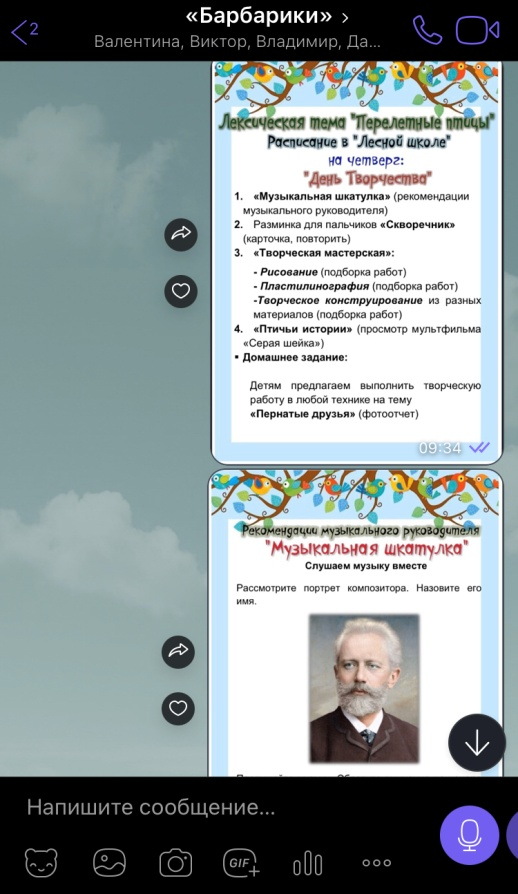 2
«Барбарики» >
Валентина, Виктор, Владимир, Да...
Лексическая тема "Перелетные птицы"
Расписание в "Лесной школе"
на четверг:
"День Творчества"
1. «Музыкальная шкатулка» (рекомендации
музыкального руководителя)
2. Разминка для пальчиков «Скворечник»
(карточка, повторить)
3. «Творческая мастерская»:
- Рисование (подборка работ)
- Пластилинография (подборка работ)
-Творческое конструирование из разных
материалов (подборка работ)
4. «Птичьи истории» (просмотр мультфильма
«Серая шейка»)
▪ Домашнее задание:
Детям предлагаем выполнить творческую
работу в любой технике на тему
«Пернатые друзья» (фотоотчет)
09:34
Рекомендации музыкального руководителя
"Музыкальная шкатулка"
Слушаем музыку вместе
Рассмотрите портрет композитора. Назовите его
имя.
Напишите сообщение...
GIF